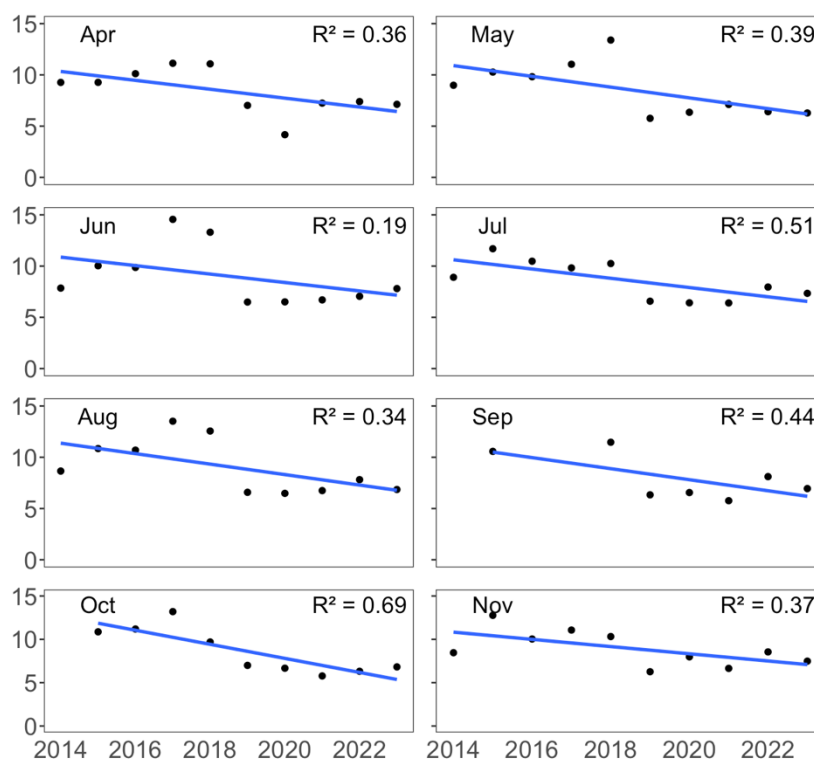 15
10
5
0
Apr R² = 0.36
May R² = 0.39
15
10
5
0
Jun R² = 0.19
Jul R² = 0.51
15
10
5
0
Aug R² = 0.34
Sep R² = 0.44
15
10
5
0
Oct R² = 0.69
Nov R² = 0.37
2014 2016 2018 2020 2022
2014 2016 2018 2020 2022